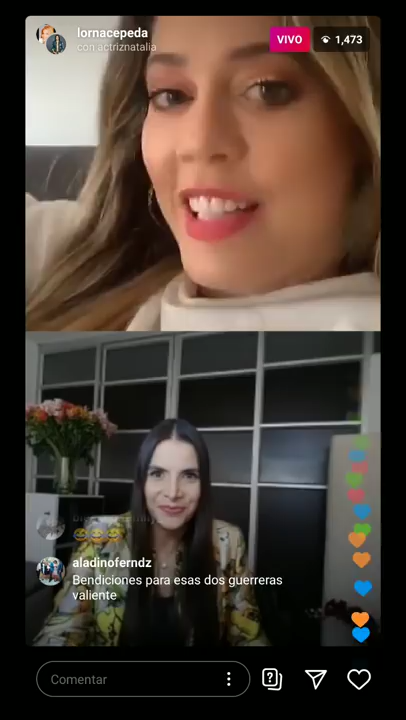 lornacepeda
con actriznatalia
VIVO
1,473
aladinoferndz
Bendiciones para esas dos guerreras
valiente
Comentar